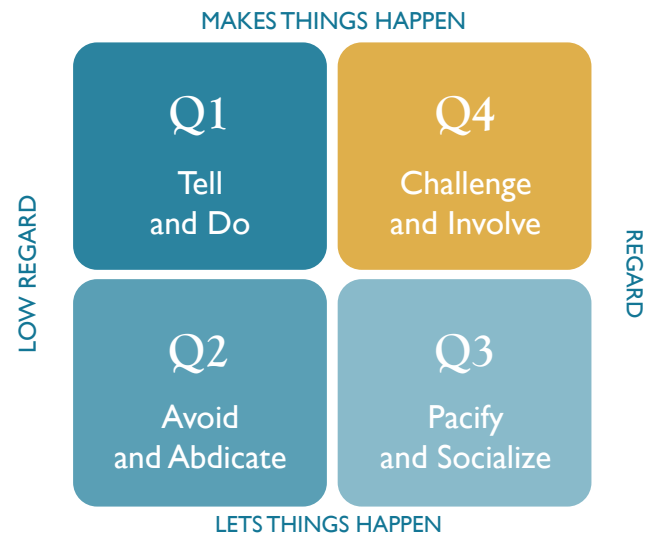 MAKES THINGS HAPPEN
Q1
Tell
and Do
Q4
Challenge
and Involve
LOW REGARD
REGARD
Q2
Avoid
and Abdicate
Q3
Pacify
and Socialize
LETS THINGS HAPPEN